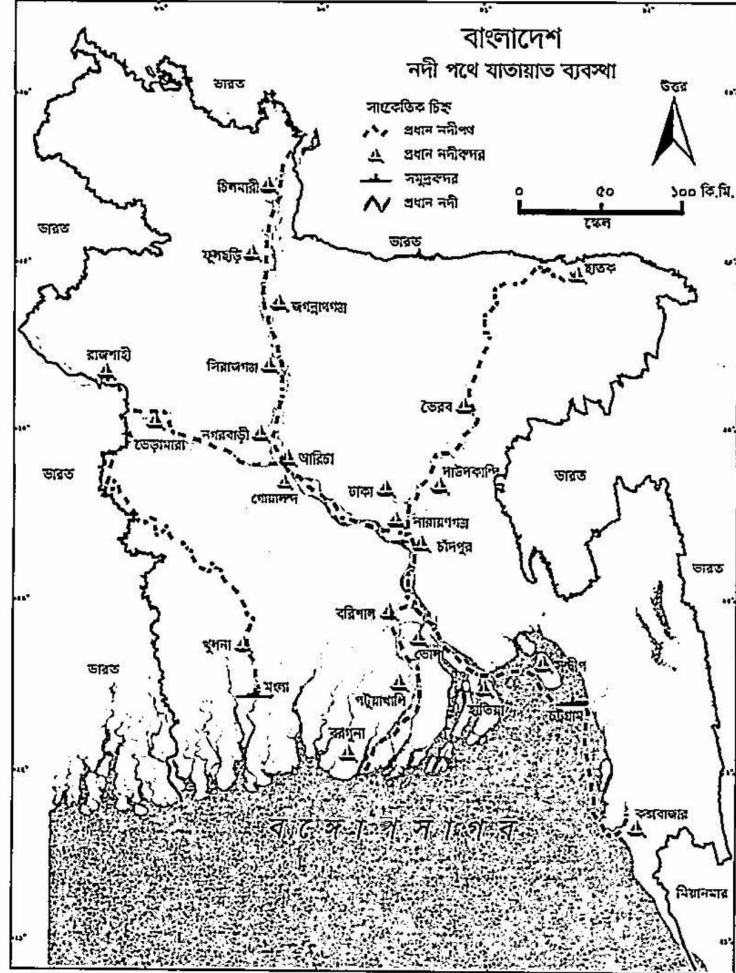 বাংলাদেশ
নদী পথে যাতায়াত ব্যবস্থা
সাংকেতিক চিহ্ন
প্রধান নদীপথ
প্রধান নদীবন্দর
সমুদ্রবন্দর
প্রধান নদী
উত্তর
০ ৫০ ১০০ কি.মি.
স্কেল
ভারত
চিলমারী
ভারত
ভারত
ফুলছড়ি
ছাতক
জগন্নাথগঞ্জ
রাজশাহী
সিরাজগঞ্জ
ভৈরব
নগরবাড়ী
ভেড়ামারা
আরিচা
দাউদকান্দি
ভারত
ভারত
গোয়ালন্দ
ঢাকা
নারায়ণগঞ্জ
চাঁদপুর
ভারত
বরিশাল
খুলনা
ভোলা
ভারত
সন্দ্বীপ
মংলা
পটুয়াখালি
হাতিয়া
চট্টগ্রাম
বরগুনা
কক্সবাজার
বঙ্গোপসাগর
মিয়ানমার